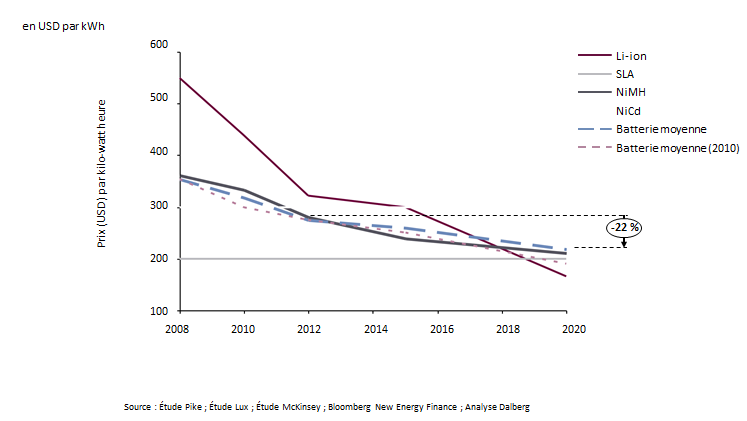 en USD par kWh
Prix (USD) par kilo-watt heure
600
500
400
300
200
100
2008
2010
2012
2014
2016
2018
2020
Li-ion
SLA
NiMH
NiCd
Batterie moyenne
Batterie moyenne (2010)
-22 %
Source : Étude Pike ; Étude Lux ; Étude McKinsey ; Bloomberg New Energy Finance ; Analyse Dalberg